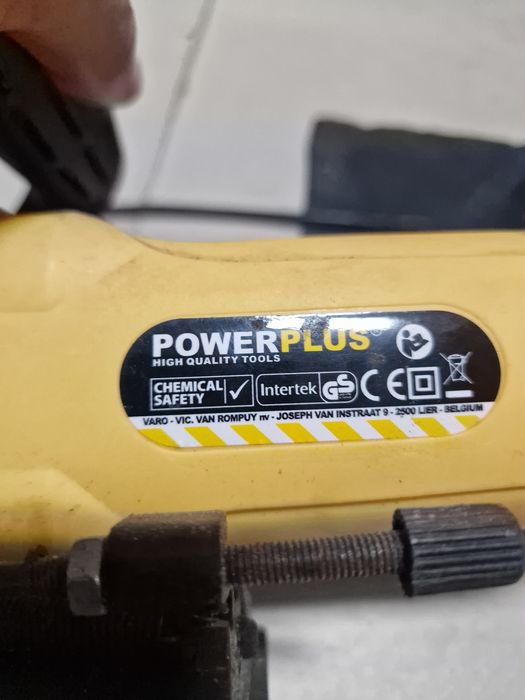 POWERPLUS
HIGH QUALITY TOOLS
CHEMICAL SAFETY ✓ Intertek GS CE
VARO - VIC. VAN ROMPUY nv - JOSEPH VAN INSTRAAT 9 - 2500 LIER - BELGIUM